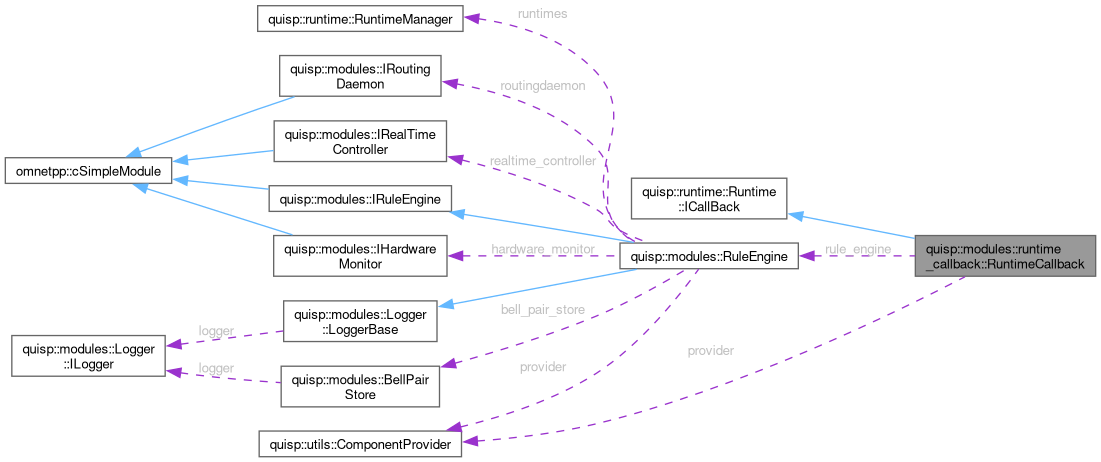 quisp::runtime::RuntimeManager
runtimes
quisp::modules::IRouting
Daemon
routingdaemon
quisp::modules::IRealTime
Controller
realtime_controller
omnetpp::cSimpleModule
quisp::modules::IRuleEngine
quisp::runtime::Runtime
::ICallBack
quisp::modules::IHardware
Monitor
hardware_monitor
quisp::modules::RuleEngine
rule_engine
quisp::modules::runtime
_callback::RuntimeCallback
quisp::modules::Logger
::LoggerBase
bell_pair_store
logger
quisp::modules::Logger
::ILogger
logger
quisp::modules::BellPair
Store
provider
provider
quisp::utils::ComponentProvider